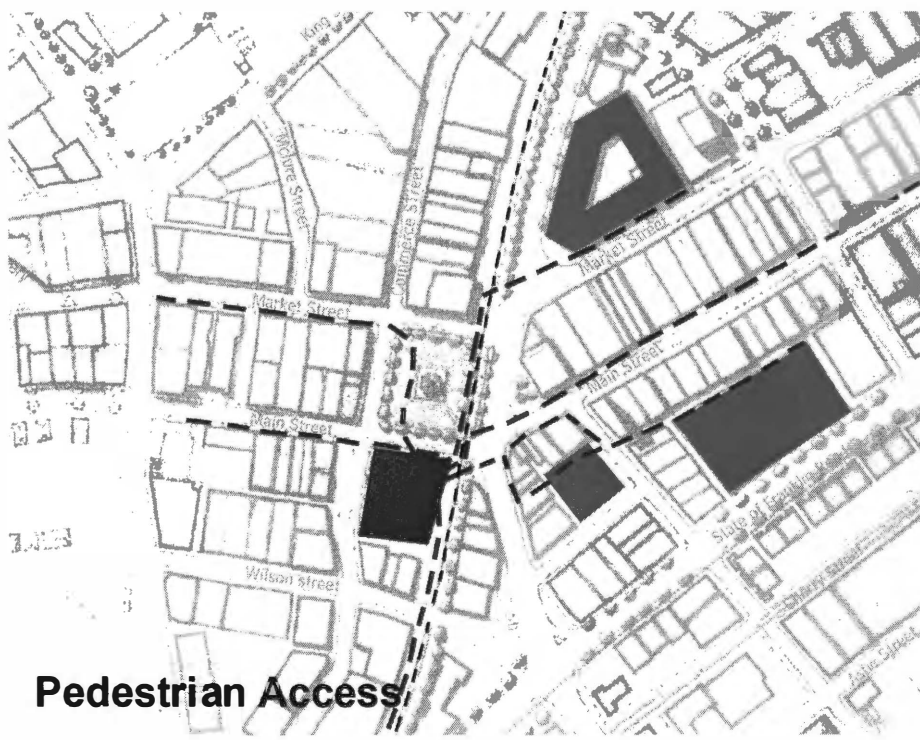 King
McClure Street
Commerce Street
Market Street
Market Street
Main Street
Main Street
State of Franklin
Wilson Street
Cherry Street
Street
Pedestrian Access